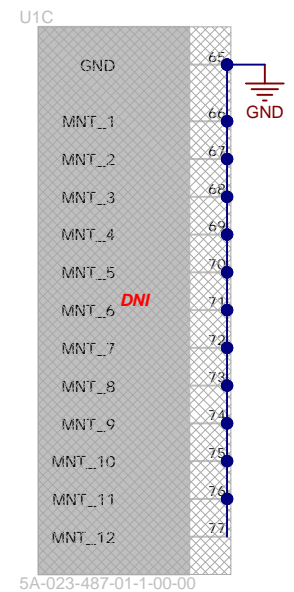 U1C
GND 65
GND
MNT_1 66
MNT_2 67
MNT_3 68
MNT_4 69
MNT_5 70
DNI
MNT_6 71
MNT_7 72
MNT_8 73
MNT_9 74
MNT_10 75
MNT_11 76
MNT_12 77
5A-023-487-01-1-00-00